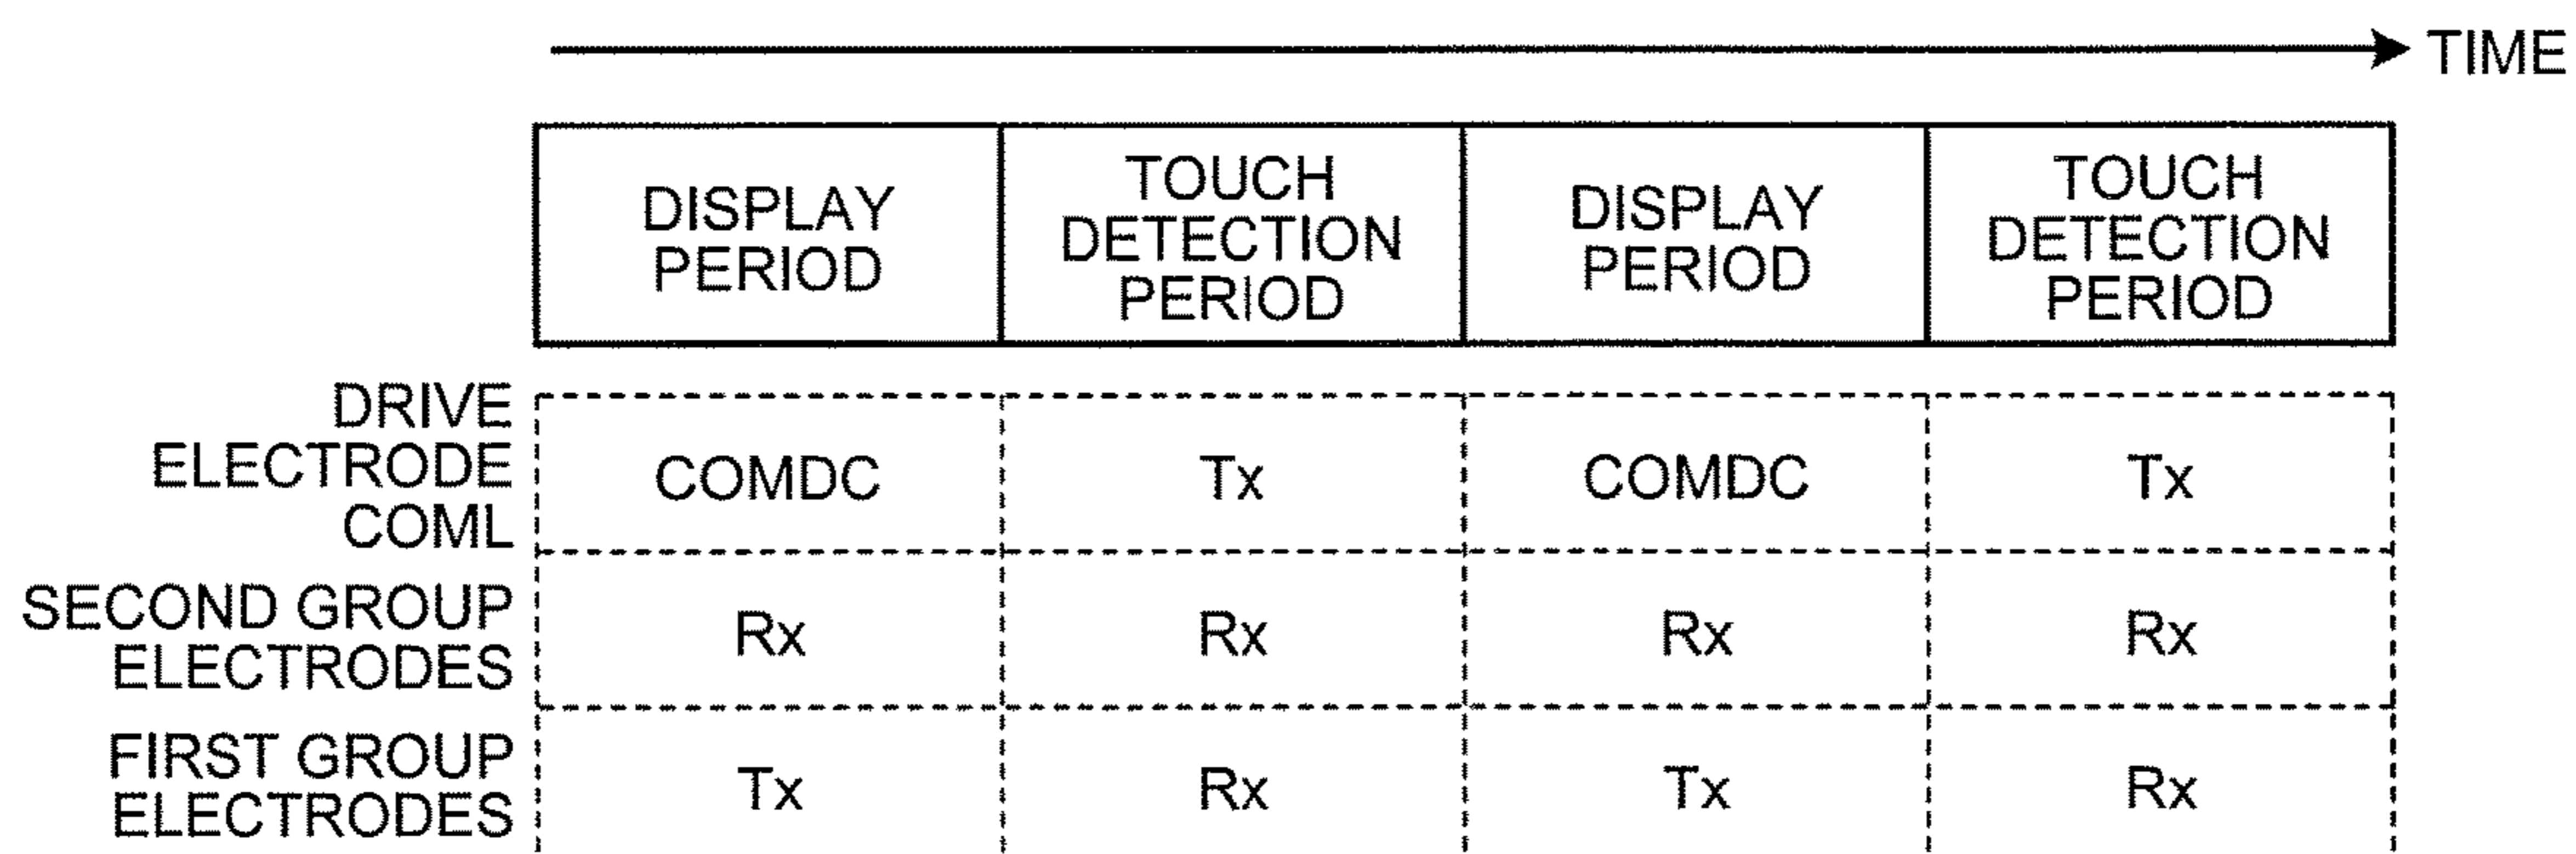 TIME
DISPLAY
PERIOD
TOUCH
DETECTION
PERIOD
DISPLAY
PERIOD
TOUCH
DETECTION
PERIOD
DRIVE
ELECTRODE
COML
COMDC
Tx
COMDC
Tx
SECOND GROUP
ELECTRODES
Rx
Rx
Rx
Rx
FIRST GROUP
ELECTRODES
Tx
Rx
Tx
Rx